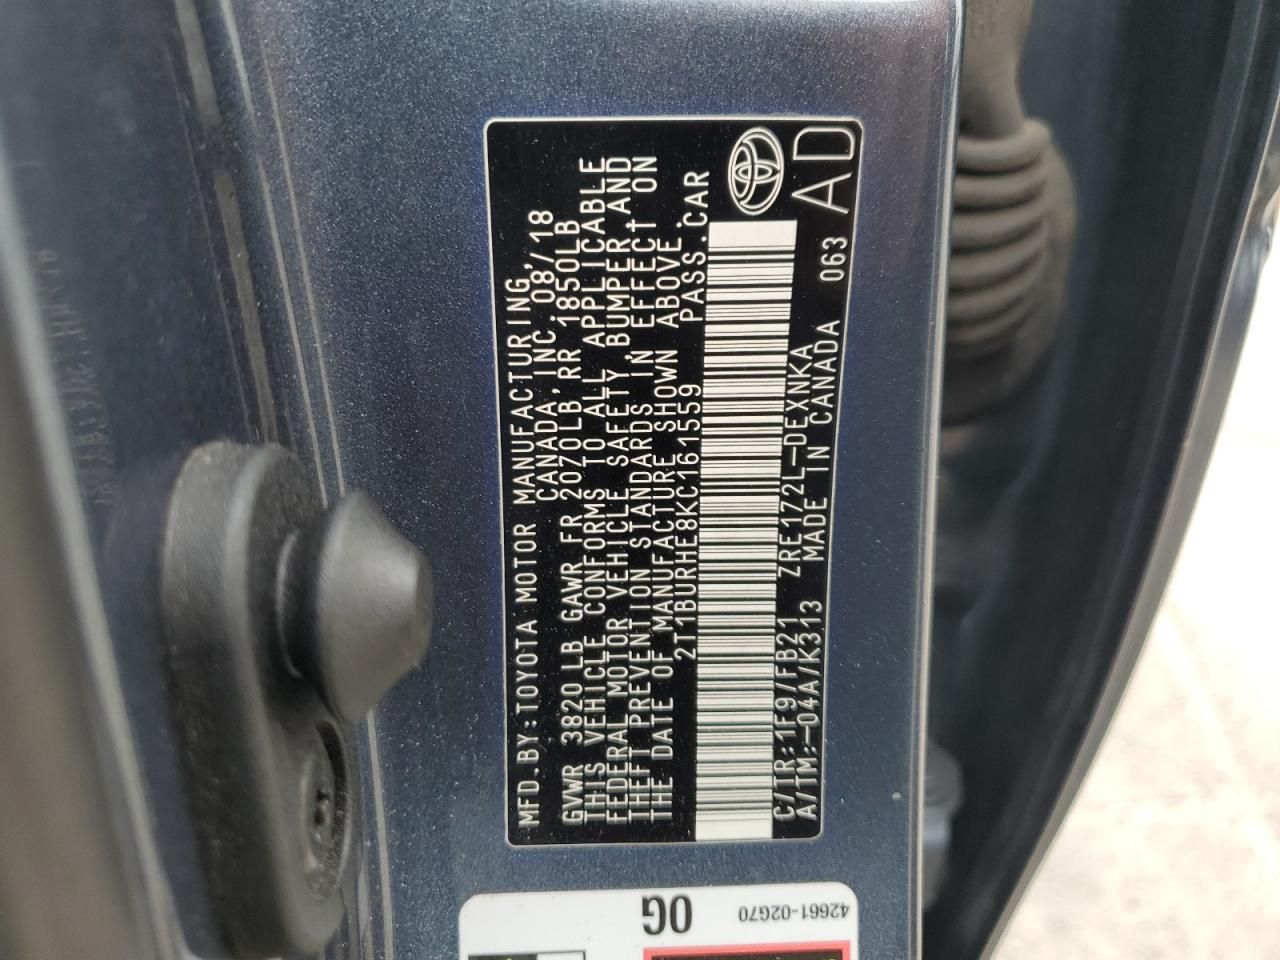 MFD.BY:TOYOTA MOTOR MANUFACTURING,
CANADA,INC.08/18
GVWR 3820LB GAWR FR 2070LB,RR 1850LB
THIS VEHICLE CONFORMS TO ALL APPLICABLE
FEDERAL MOTOR VEHICLE SAFETY,BUMPER,AND
THEFT PREVENTION STANDARDS IN EFFECT ON
THE DATE OF MANUFACTURE SHOWN ABOVE.
2T1BURHE8KC161559 PASS.CAR
C/TR:1F9/FB21 ZRE172L-DEXNKA
A/TM:-04A/K313 MADE IN CANADA 063
AD
0G
42661-02G70